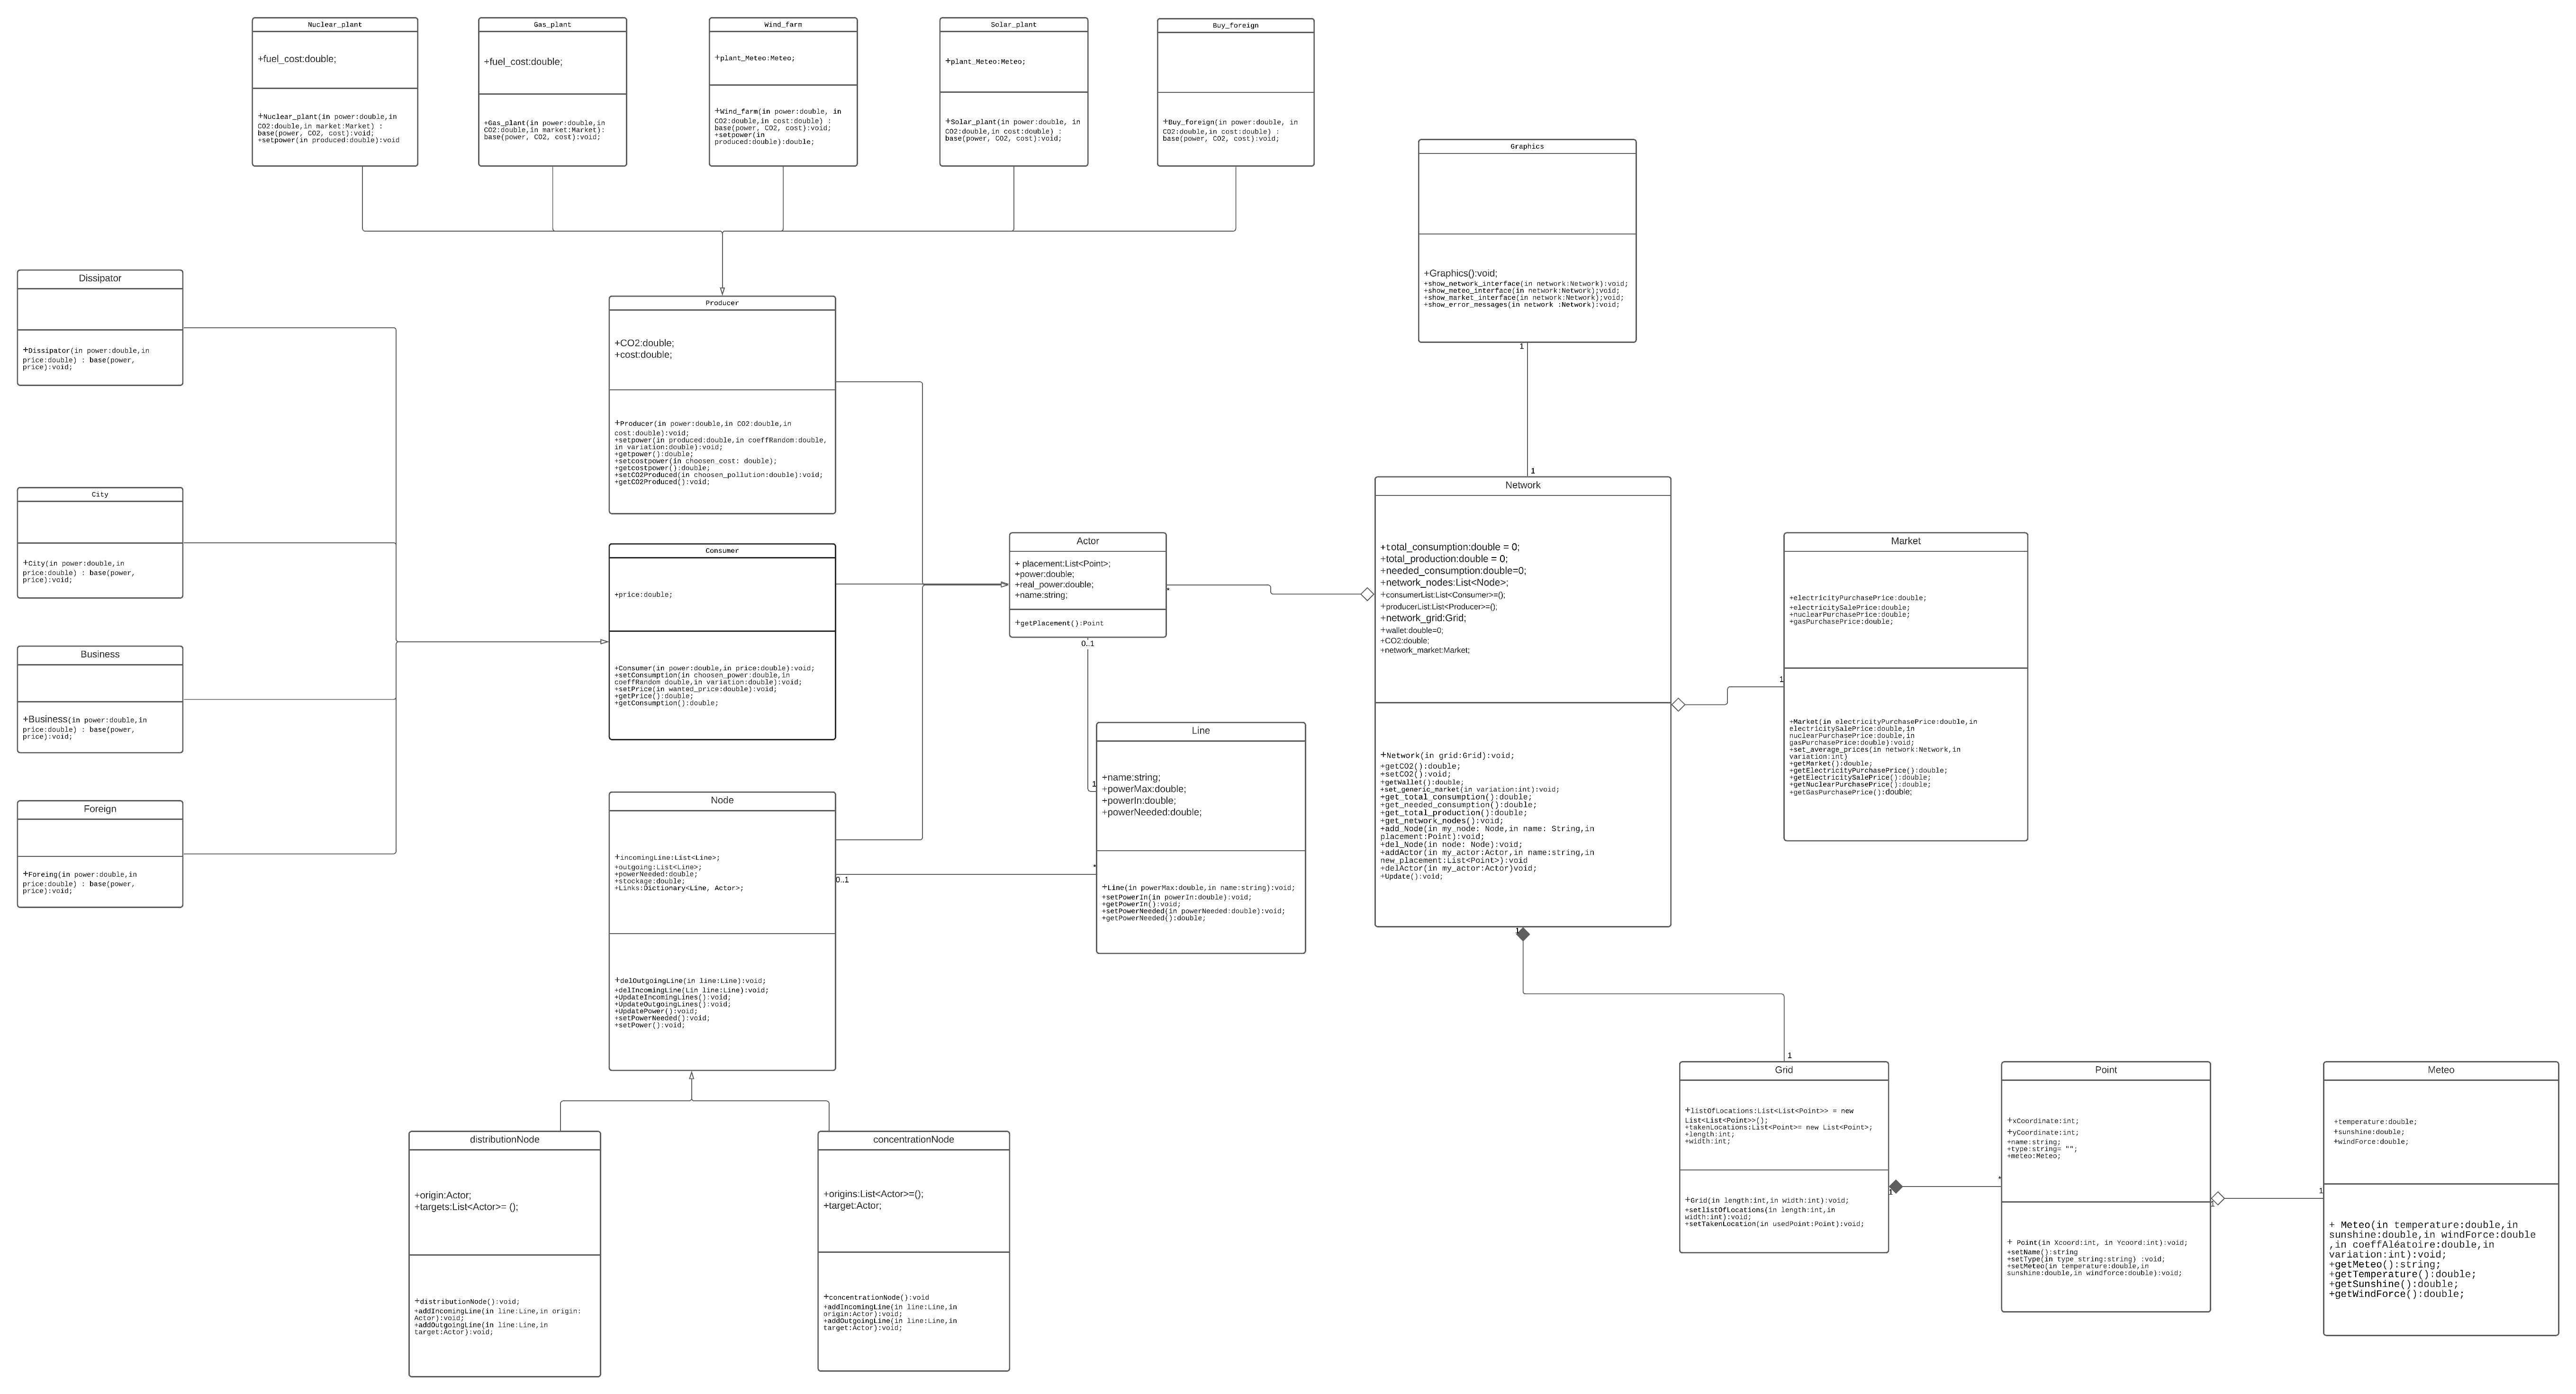 Nuclear_plant
+fuel_cost:double;
+Nuclear_plant(in power:double,in
CO2:double,in market:Market) :
base(power, CO2, cost):void;
+setpower(in produced:double):void
Gas_plant
+fuel_cost:double;
+Gas_plant(in power:double,in
CO2:double,in market:Market):
base(power, CO2, cost):void;
Wind_farm
+plant_Meteo:Meteo;
+Wind_farm(in power:double, in
CO2:double,in cost:double) :
base(power, CO2, cost):void;
+setpower(in
produced:double):double;
Solar_plant
+plant_Meteo:Meteo;
+Solar_plant(in power:double, in
CO2:double,in cost:double) :
base(power, CO2, cost):void;
Buy_foreign
+Buy_foreign(in power:double, in
CO2:double,in cost:double) :
base(power, CO2, cost):void;
Graphics
+Graphics():void;
+show_network_interface(in network:Network):void;
+show_meteo_interface(in network:Network);void;
+show_market_interface(in network:Network);void;
+show_error_messages(in network :Network):void;
1
1
Dissipator
+Dissipator(in power:double,in
price:double) : base(power,
price):void;
City
+City(in power:double,in
price:double) : base(power,
price):void;
Business
+Business(in power:double,in
price:double) : base(power,
price):void;
Foreign
+Foreing(in power:double,in
price:double) : base(power,
price):void;
Producer
+CO2:double;
+cost:double;
+Producer(in power:double,in CO2:double,in
cost:double):void;
+setpower(in produced:double,in coeffRandom:double,
in variation:double):void;
+getpower():double;
+setcostpower(in choosen_cost: double);
+getcostpower():double;
+setCO2Produced(in choosen_pollution:double):void;
+getCO2Produced():void;
Consumer
+price:double;
+Consumer(in power:double,in price:double):void;
+setConsumption(in choosen_power:double,in
coeffRandom double,in variation:double):void;
+setPrice(in wanted_price:double):void;
+getPrice():double;
+getConsumption():double;
Node
+incomingLine:List<Line>;
+outgoing:List<Line>;
+powerNeeded:double;
+stockage:double;
+Links:Dictionary<Line, Actor>;
+delOutgoingLine(in line:Line):void;
+delIncomingLine(Lin line:Line):void;
+UpdateIncomingLines():void;
+UpdateOutgoingLines():void;
+UpdatePower():void;
+setPowerNeeded():void;
+setPower():void;
0..1
*
distributionNode
+origin:Actor;
+targets:List<Actor>= ();
+distributionNode():void;
+addIncomingLine(in line:Line,in origin:
Actor):void;
+addOutgoingLine(in line:Line,in
target:Actor):void;
concentrationNode
+origins:List<Actor>=();
+target:Actor;
+concentrationNode():void
+addIncomingLine(in line:Line,in
origin:Actor):void;
+addOutgoingLine(in line:Line,in
target:Actor):void;
Actor
+ placement:List<Point>;
+power:double;
+real_power:double;
+name:string;
+getPlacement():Point
*
0..1
1
Line
+name:string;
+powerMax:double;
+powerIn:double;
+powerNeeded:double;
+Line(in powerMax:double,in name:string):void;
+setPowerIn(in powerIn:double):void;
+getPowerIn():void;
+setPowerNeeded(in powerNeeded:double):void;
+getPowerNeeded():double;
Network
+total_consumption:double = 0;
+total_production:double = 0;
+needed_consumption:double=0;
+network_nodes:List<Node>;
+consumerList:List<Consumer>=();
+producerList:List<Producer>=();
+network_grid:Grid;
+wallet:double=0;
+CO2:double;
+network_market:Market;
+Network(in grid:Grid):void;
+getCO2():double;
+setCO2():void;
+getWallet():double;
+set_generic_market(in variation:int):void;
+get_total_consumption():double;
+get_needed_consumption():double;
+get_total_production():double;
+get_network_nodes():void;
+add_Node(in my_node: Node,in name: String,in
placement:Point):void;
+del_Node(in node: Node):void;
+addActor(in my_actor:Actor,in name:string,in
new_placement:List<Point>):void
+delActor(in my_actor:Actor)void;
+Update():void;
1
1
Market
+electricityPurchasePrice:double;
+electricitySalePrice:double;
+nuclearPurchasePrice:double;
+gasPurchasePrice:double;
+Market(in electricityPurchasePrice:double,in
electricitySalePrice:double,in
nuclearPurchasePrice:double,in
gasPurchasePrice:double):void;
+set_average_prices(in network:Network,in
variation:int)
+getMarket():double;
+getElectricityPurchasePrice():double;
+getElectricitySalePrice():double;
+getNuclearPurchasePrice():double;
+getGasPurchasePrice():double;
1
Grid
+listOfLocations:List<List<Point>> = new
List<List<Point>>();
+takenLocations:List<Point>= new List<Point>;
+length:int;
+width:int;
+Grid(in length:int,in width:int):void;
+setlistOfLocations(in length:int,in
width:int):void;
+setTakenLocation(in usedPoint:Point):void;
1
*
Point
+xCoordinate:int;
+yCoordinate:int;
+name:string;
+type:string= "";
+meteo:Meteo;
+ Point(in Xcoord:int, in Ycoord:int):void;
+setName():string
+setType(in type string:string) :void;
+setMeteo(in temperature:double,in
sunshine:double,in windforce:double):void;
1
1
Meteo
+temperature:double;
+sunshine:double;
+windForce:double;
+ Meteo(in temperature:double,in
sunshine:double,in windForce:double
,in coeffAléatoire:double,in
variation:int):void;
+getMeteo():string;
+getTemperature():double;
+getSunshine():double;
+getWindForce():double;